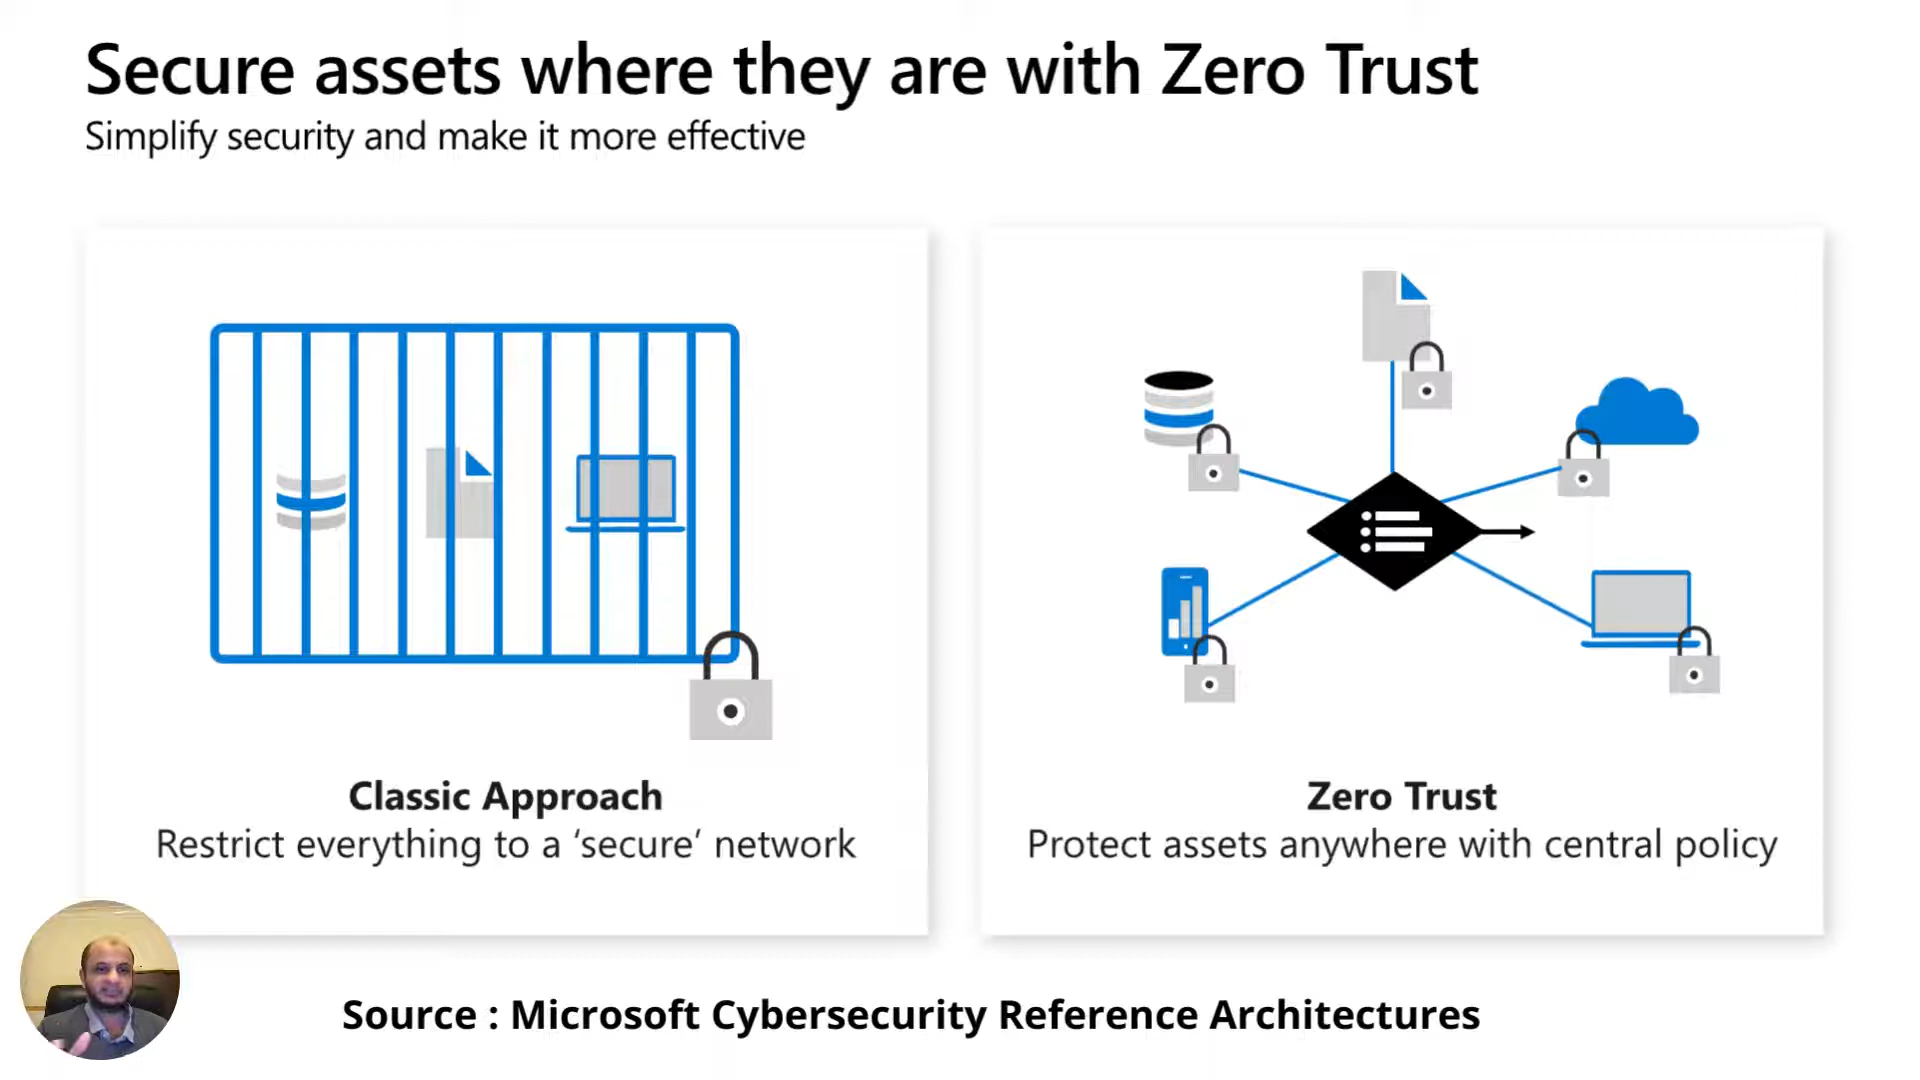 Secure assets where they are with Zero Trust
Simplify security and make it more effective
Classic Approach
Restrict everything to a ‘secure’ network
Zero Trust
Protect assets anywhere with central policy
Source : Microsoft Cybersecurity Reference Architectures